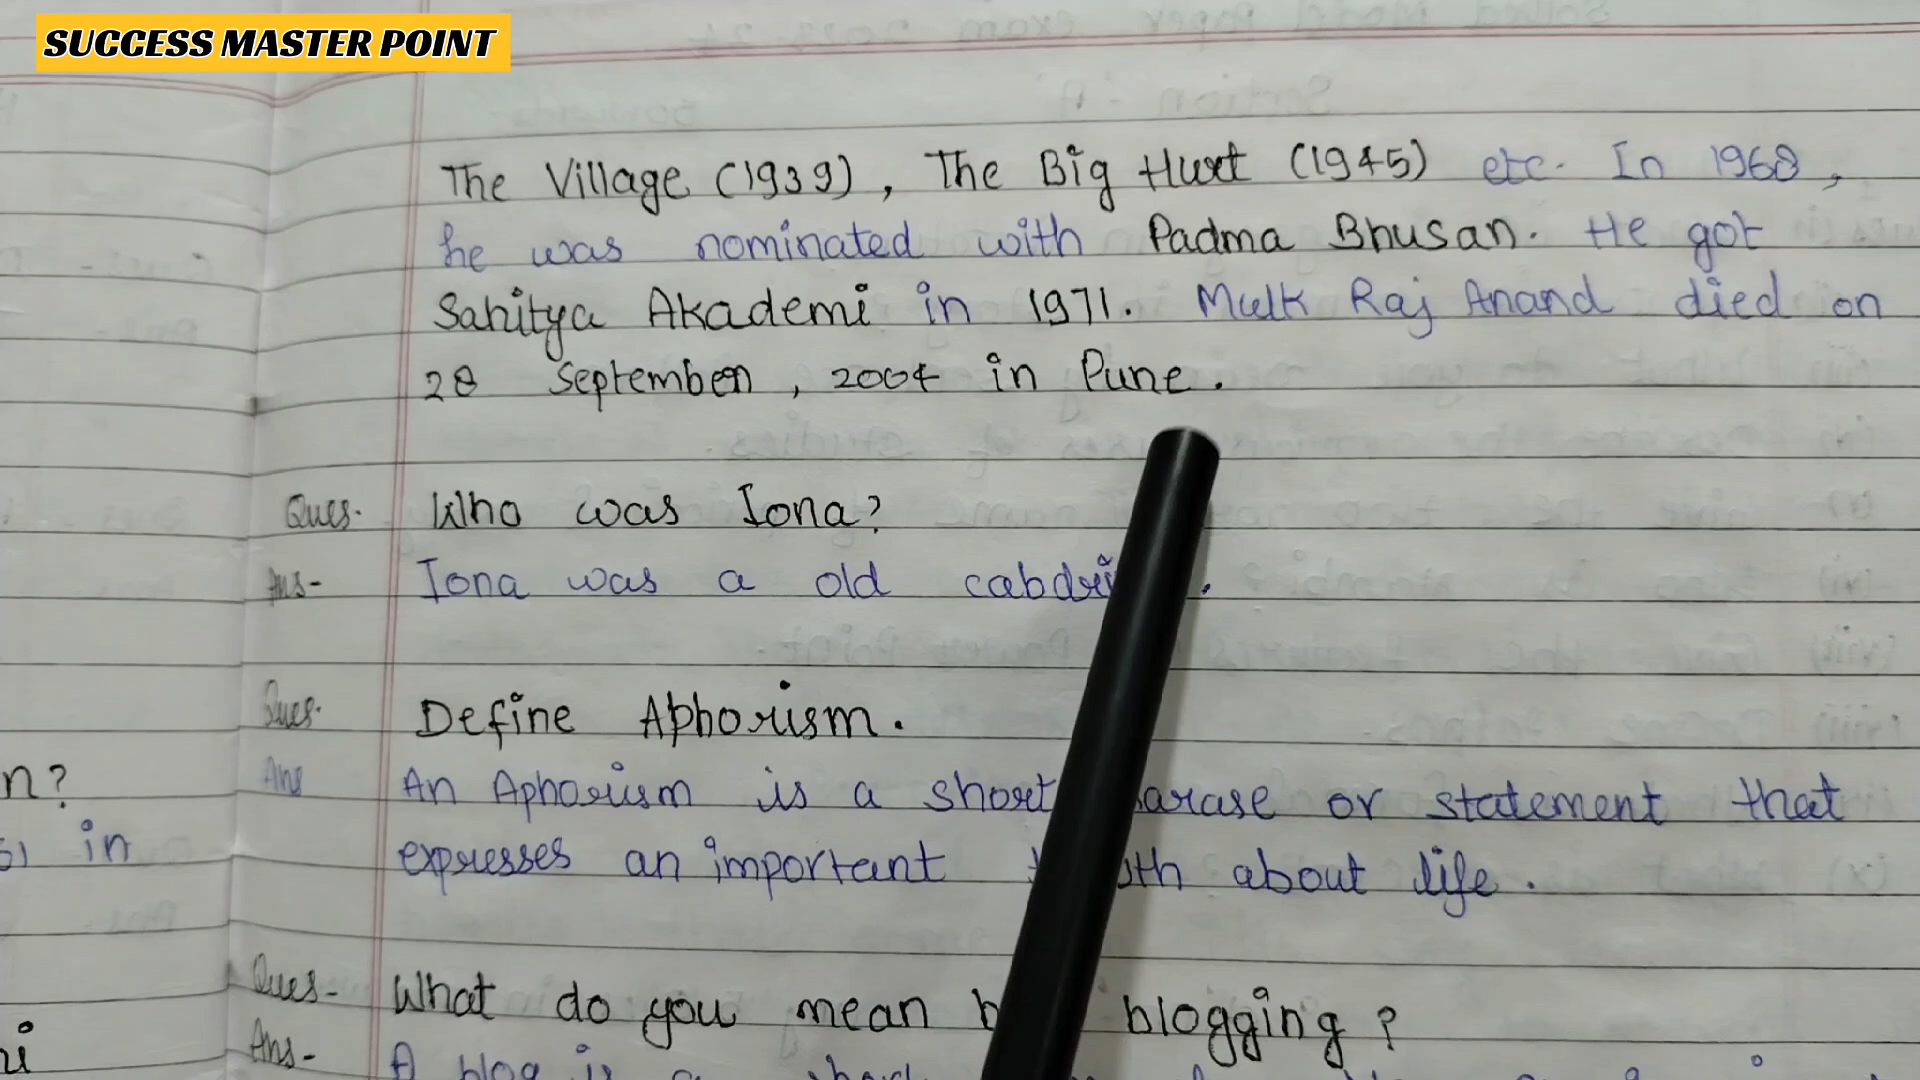 SUCCESS MASTER POINT
The Village (1939), The Big Hurt (1945) etc. In 1968,
he was nominated with Padma Bhusan. He got
Sahitya Akademi in 1971. Mulk Raj Anand died on
28 September, 2004 in Pune.
Ques. Who was Iona?
Ans- Iona was a old
Ques. Define Aphorism.
n?
Ans An Aphorism is a short or statement that
in
expresses an important about life.
Ques- What do you mean blogging?
Ans- A blog is a